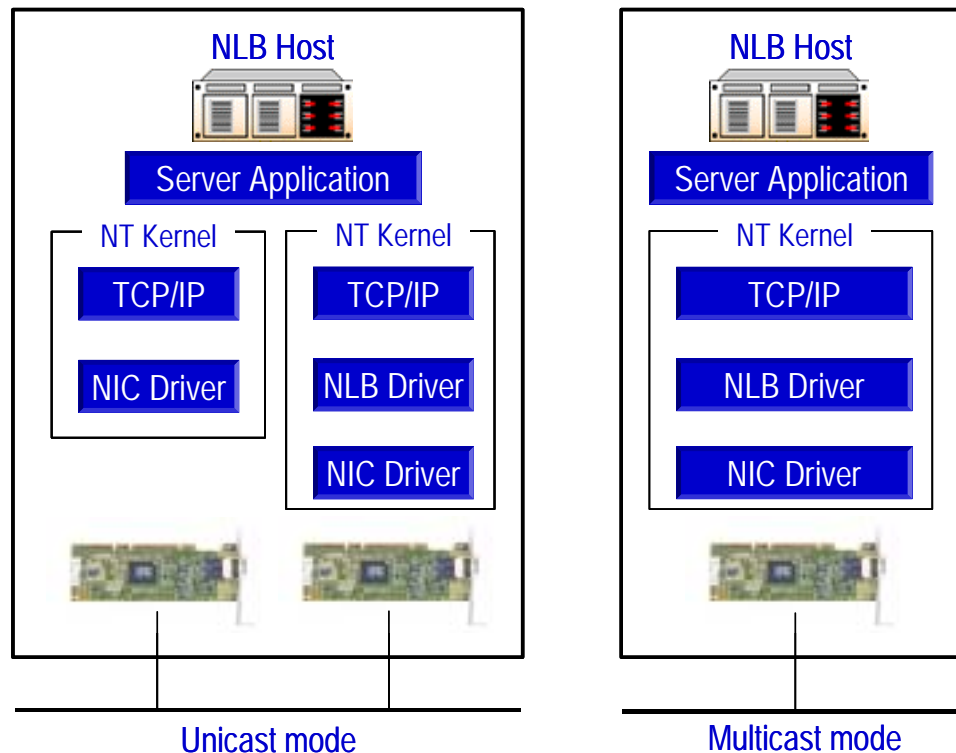 NLB Host
Server Application
NT Kernel
TCP/IP
NIC Driver
NT Kernel
TCP/IP
NLB Driver
NIC Driver
Unicast mode
NLB Host
Server Application
NT Kernel
TCP/IP
NLB Driver
NIC Driver
Multicast mode